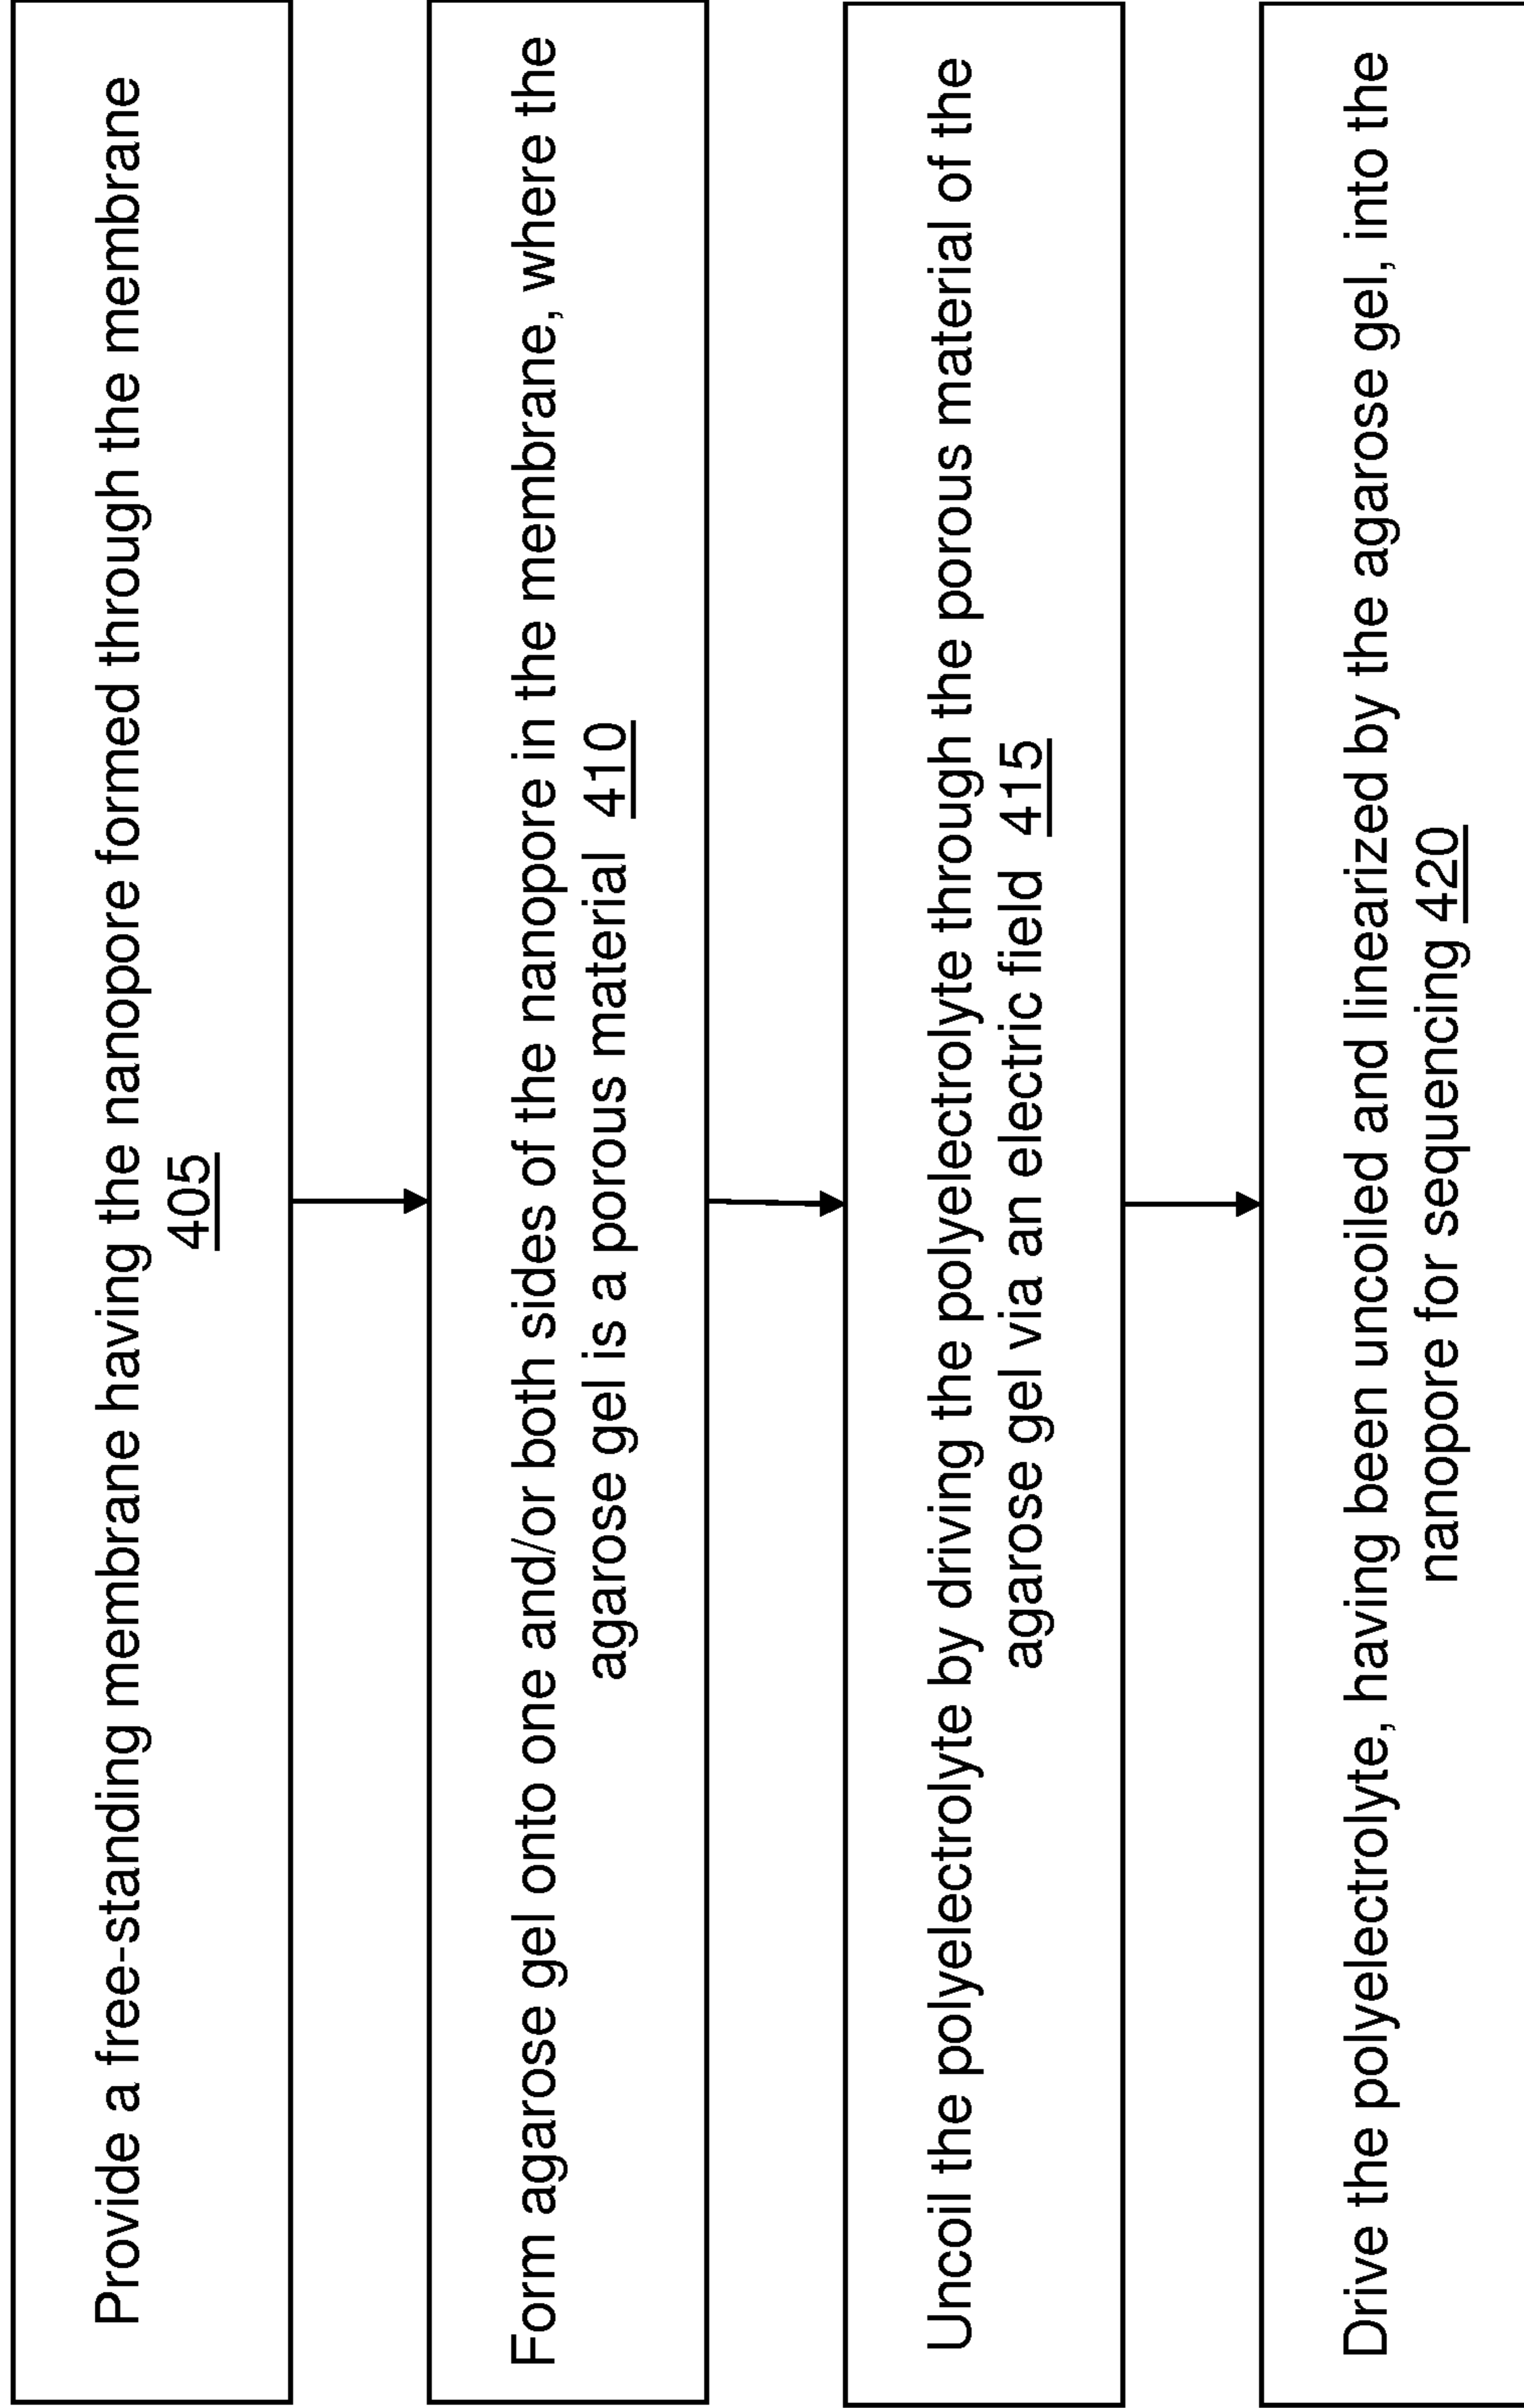 Provide a free-standing membrane having the nanopore formed through the membrane
405
Form agarose gel onto one and/or both sides of the nanopore in the membrane, where the
agarose gel is a porous material 410
Uncoil the polyelectrolyte by driving the polyelectrolyte through the porous material of the
agarose gel via an electric field 415
Drive the polyelectrolyte, having been uncoiled and linearized by the agarose gel, into the
nanopore for sequencing 420